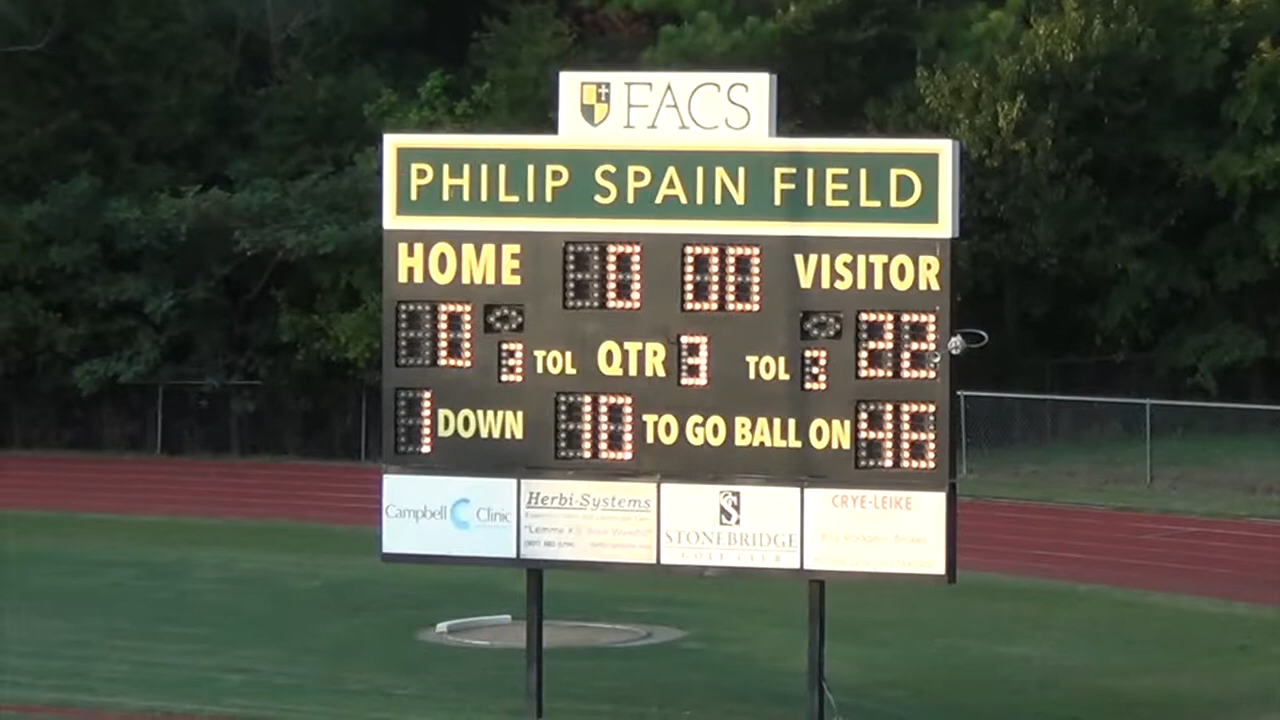 FACS
PHILIP SPAIN FIELD
HOME 0 00 VISITOR
0 22
3 TOL QTR 3 TOL 3
1 DOWN 10 TO GO BALL ON 46
Campbell Clinic
Herbi-Systems
STONEBRIDGE
GOLF CLUB
CRYE-LEIKE